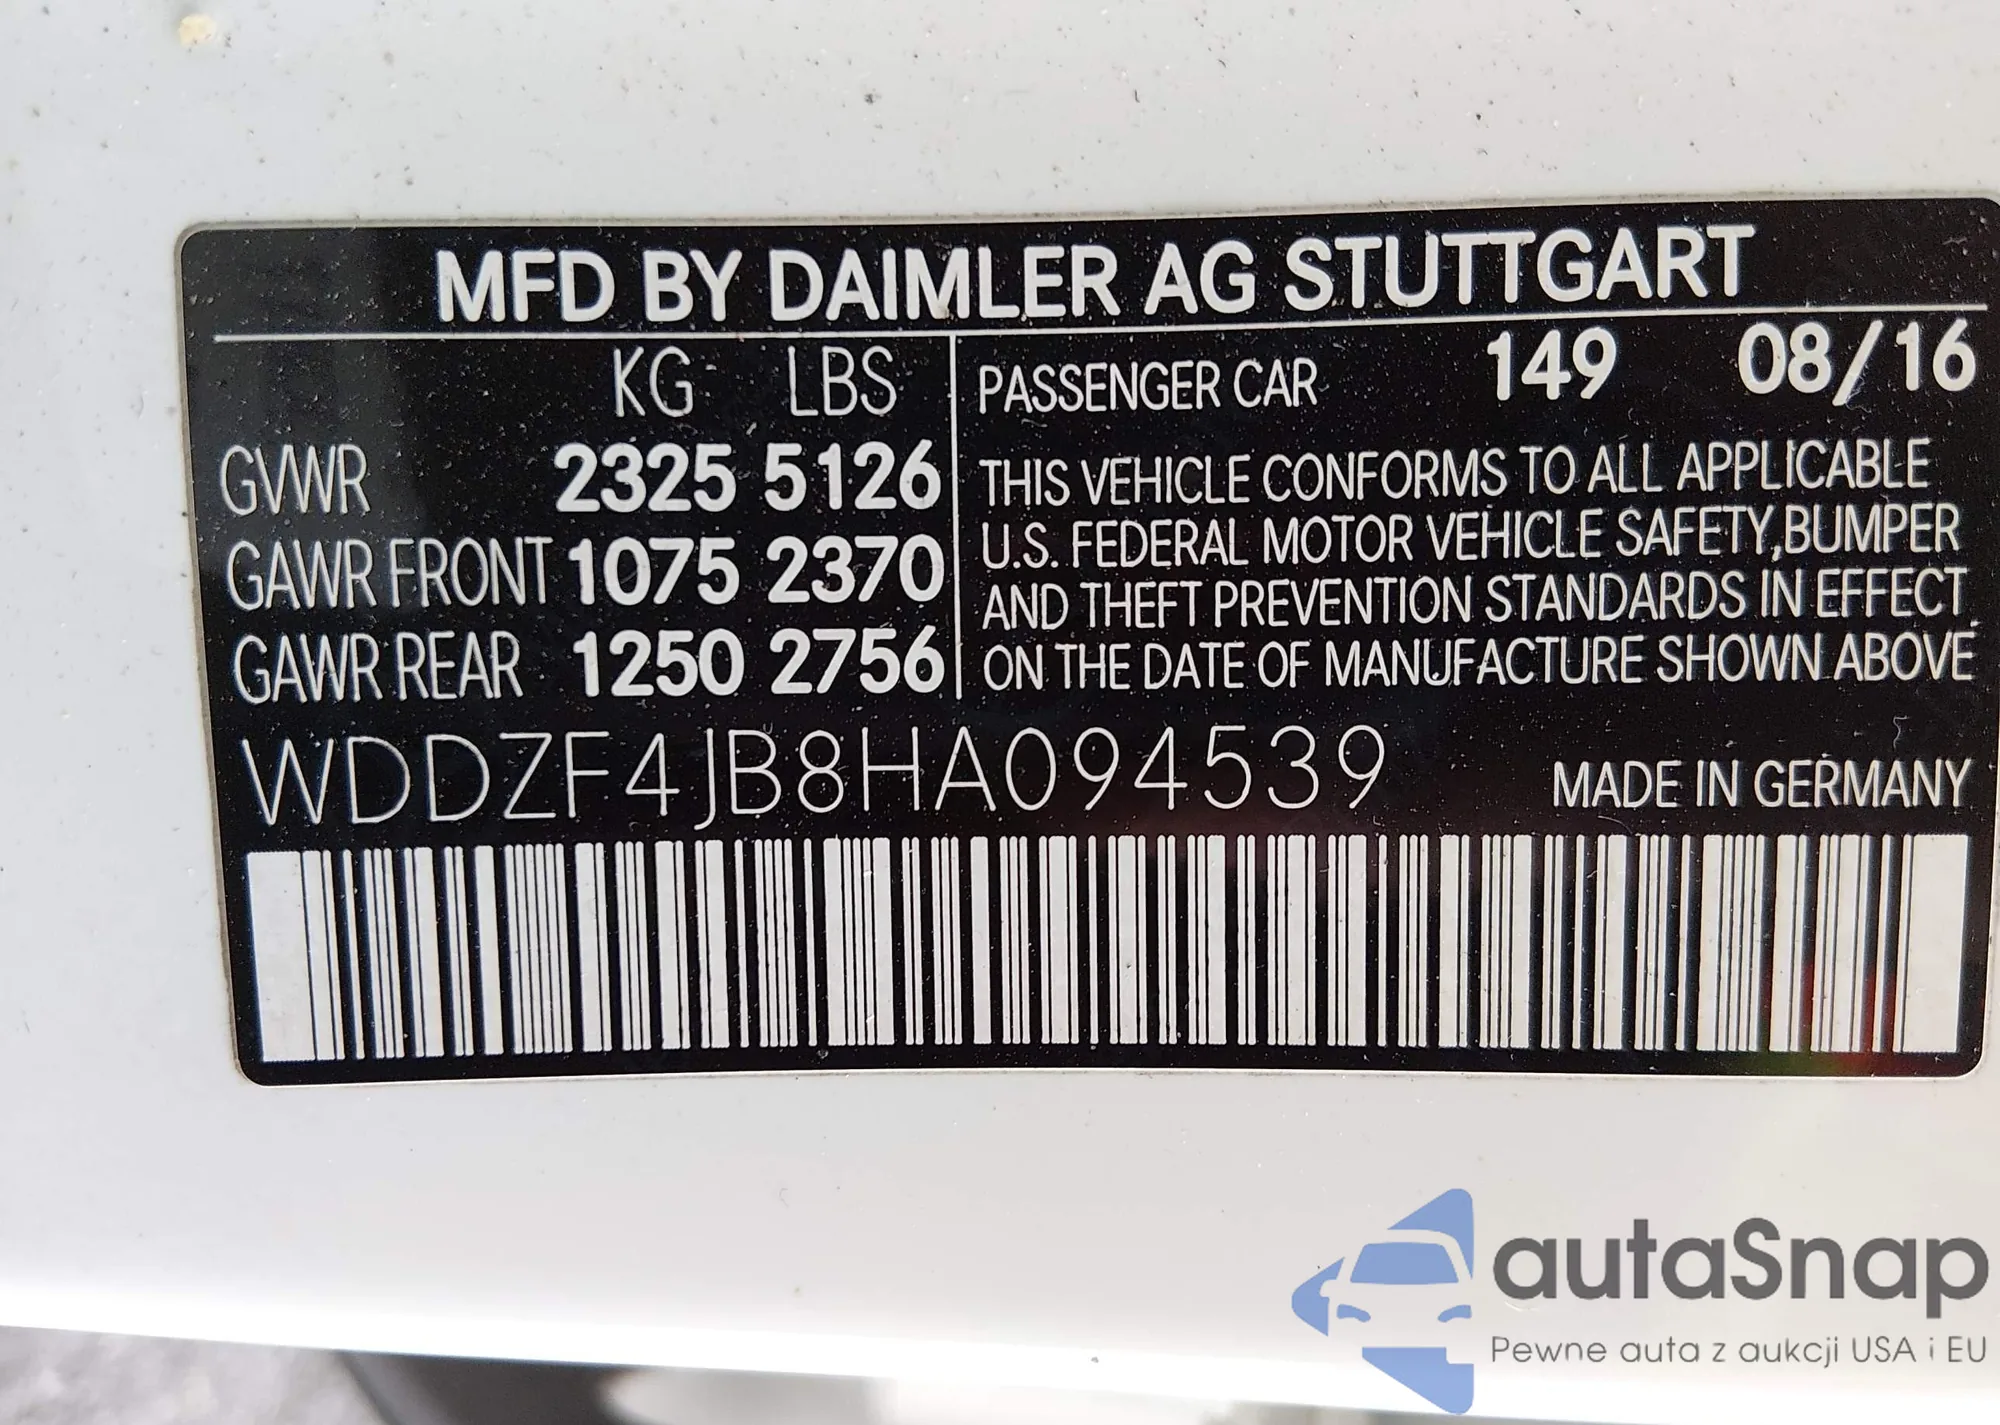 MFD BY DAIMLER AG STUTTGART
KG LBS
GVWR 2325 5126
GAWR FRONT 1075 2370
GAWR REAR 1250 2756
PASSENGER CAR 149 08/16
THIS VEHICLE CONFORMS TO ALL APPLICABLE
U.S. FEDERAL MOTOR VEHICLE SAFETY,BUMPER
AND THEFT PREVENTION STANDARDS IN EFFECT
ON THE DATE OF MANUFACTURE SHOWN ABOVE
WDDZF4JB8HA094539
MADE IN GERMANY
autaSnap
Pewne auta z aukcji USA i EU